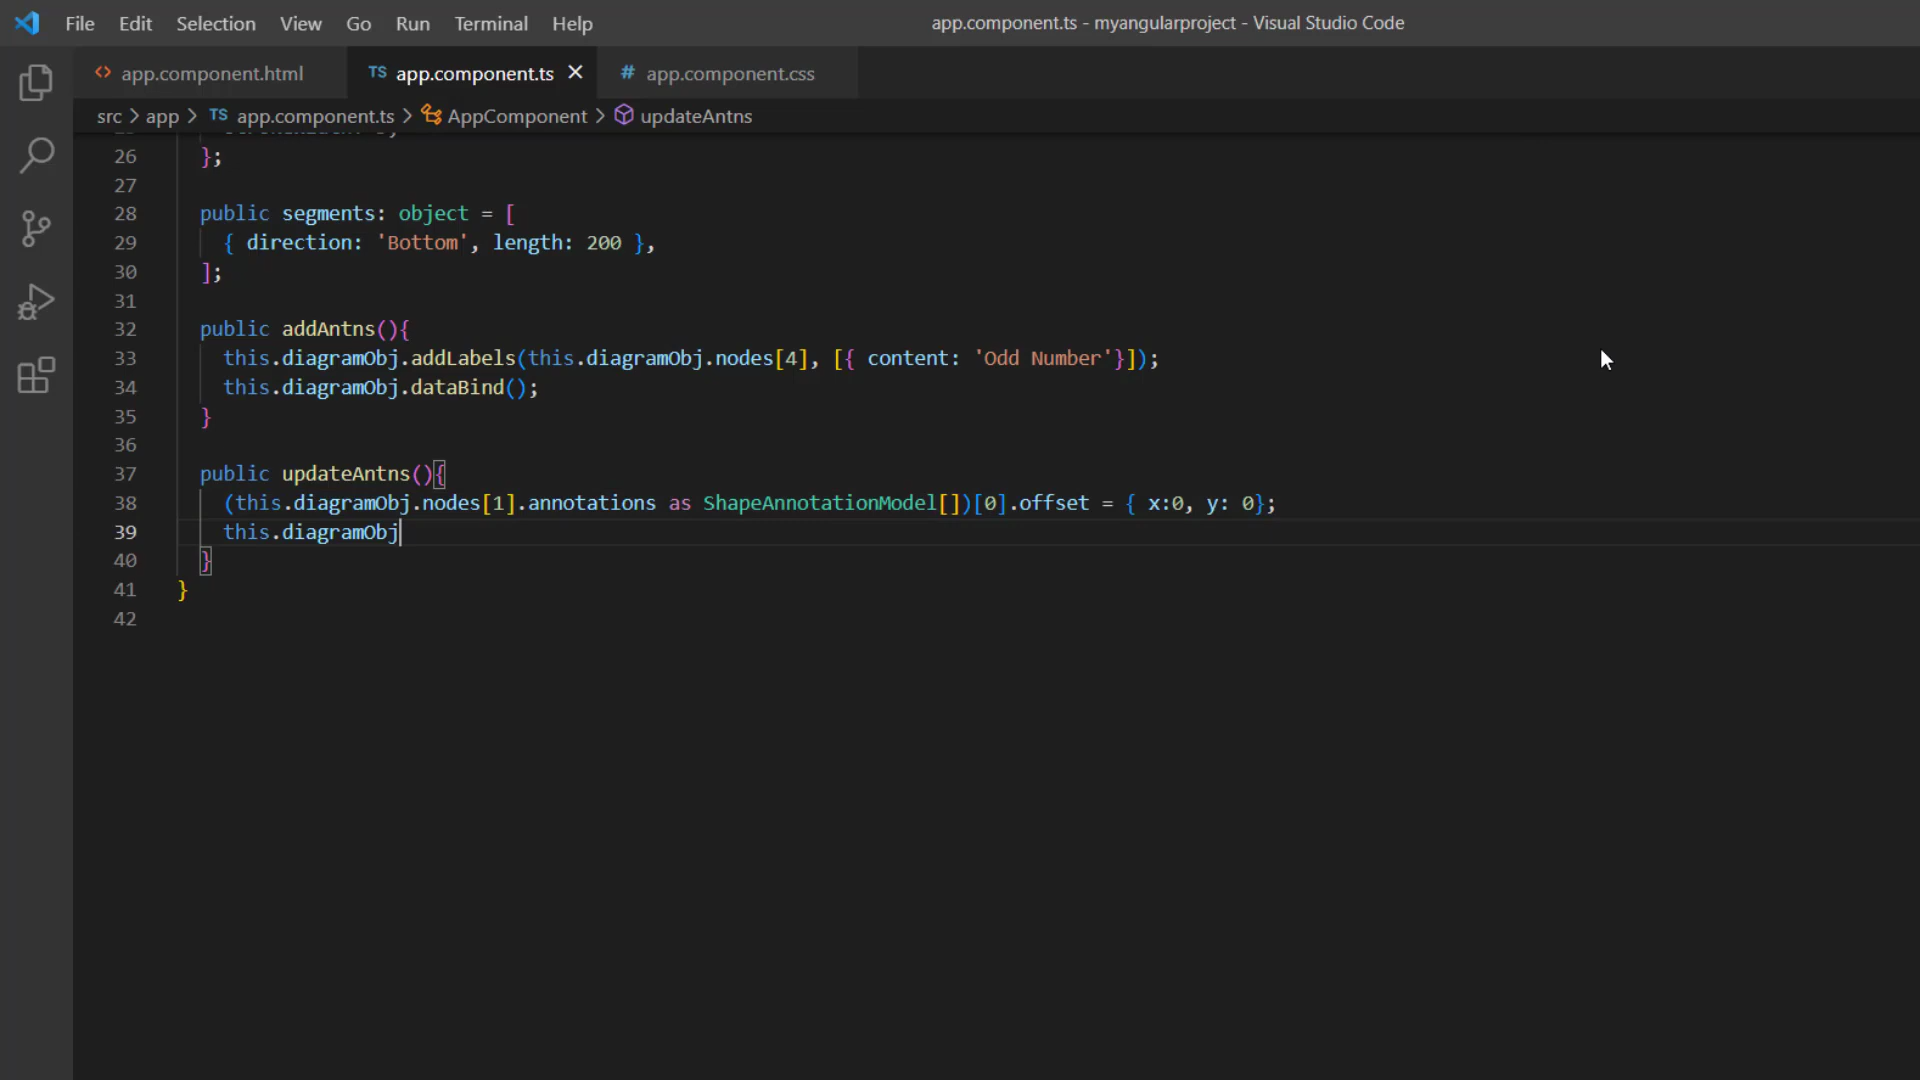 File Edit Selection View Go Run Terminal Help app.component.ts - myangularproject - Visual Studio Code
<> app.component.html TS app.component.ts × # app.component.css
src > app > TS app.component.ts > AppComponent > updateAntns
26 };
27
28 public segments: object = [
29 { direction: 'Bottom', length: 200 },
30 ];
31
32 public addAntns(){
33 this.diagramObj.addLabels(this.diagramObj.nodes[4], [{ content: 'Odd Number'}]);
34 this.diagramObj.dataBind();
35 }
36
37 public updateAntns(){
38 (this.diagramObj.nodes[1].annotations as ShapeAnnotationModel[])[0].offset = { x:0, y: 0};
39 this.diagramObj
40 }
41 }
42